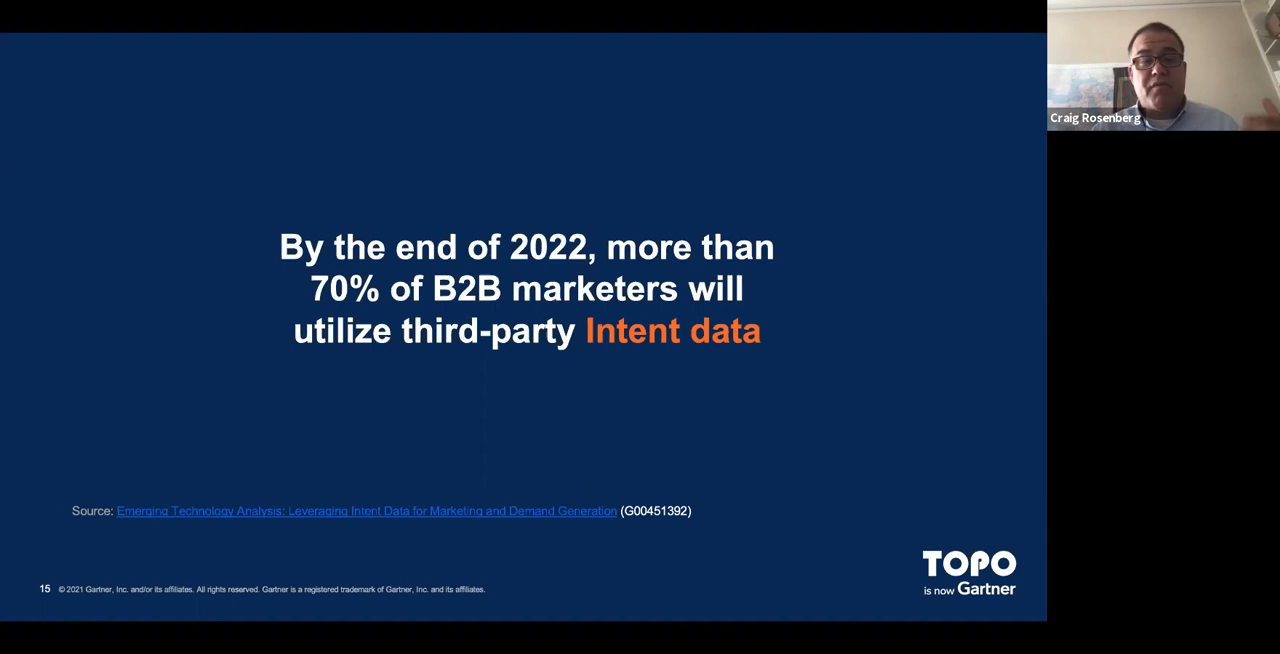 By the end of 2022, more than
70% of B2B marketers will
utilize third-party Intent data
Source: Emerging Technology Analysis: Leveraging Intent Data for Marketing and Demand Generation (G00451392)
15 © 2021 Gartner, Inc. and/or its affiliates. All rights reserved. Gartner is a registered trademark of Gartner, Inc. and its affiliates.
TOPO
is now Gartner
Craig Rosenberg